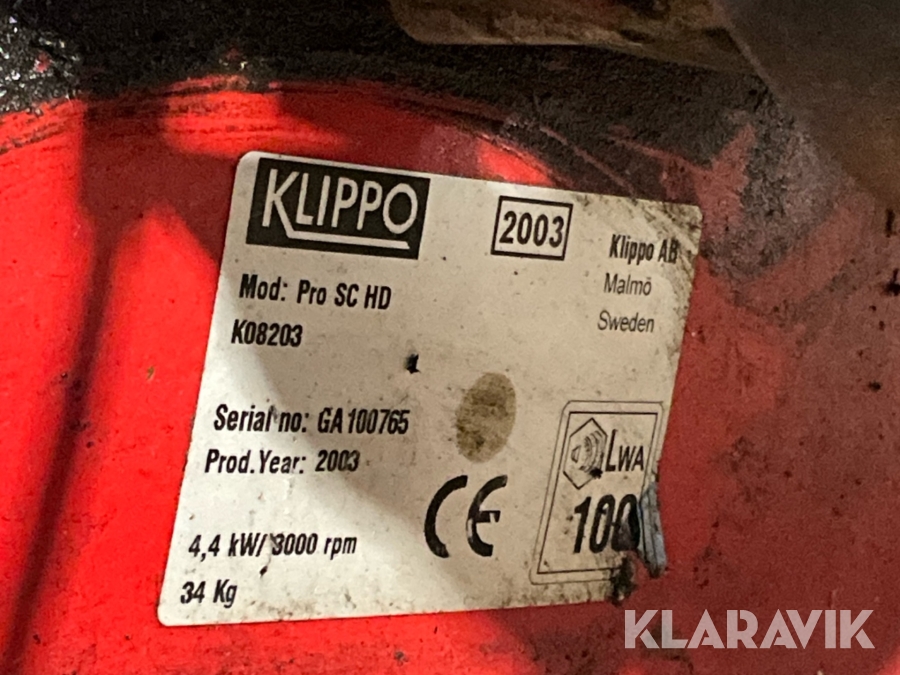 KLIPPO
2003
Klippo AB
Malmö
Sweden
Mod: Pro SC HD
K08203
Serial no: GA100765
Prod.Year: 2003
4,4 kW/ 3000 rpm
34 Kg
CE
LWA
100
KLARAVIK